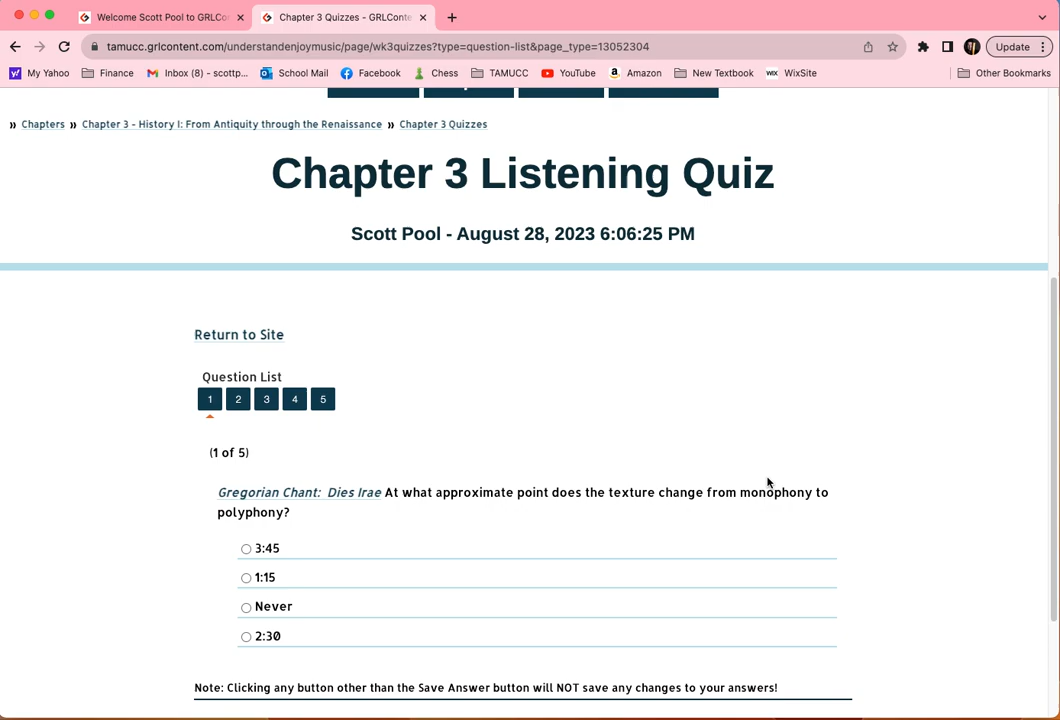 Welcome Scott Pool to GRLCo
Chapter 3 Quizzes - GRLConte
tamucc.grlcontent.com/understandenjoymusic/page/wk3quizzes?type=question-list&page_type=13052304
Update
My Yahoo Finance Inbox (8) - scottp... School Mail Facebook Chess TAMUCC YouTube Amazon New Textbook WIX WixSite Other Bookmarks
» Chapters » Chapter 3 - History I: From Antiquity through the Renaissance » Chapter 3 Quizzes
Chapter 3 Listening Quiz
Scott Pool - August 28, 2023 6:06:25 PM
Return to Site
Question List
1 2 3 4 5
(1 of 5)
Gregorian Chant: Dies Irae At what approximate point does the texture change from monophony to
polyphony?
3:45
1:15
Never
2:30
Note: Clicking any button other than the Save Answer button will NOT save any changes to your answers!